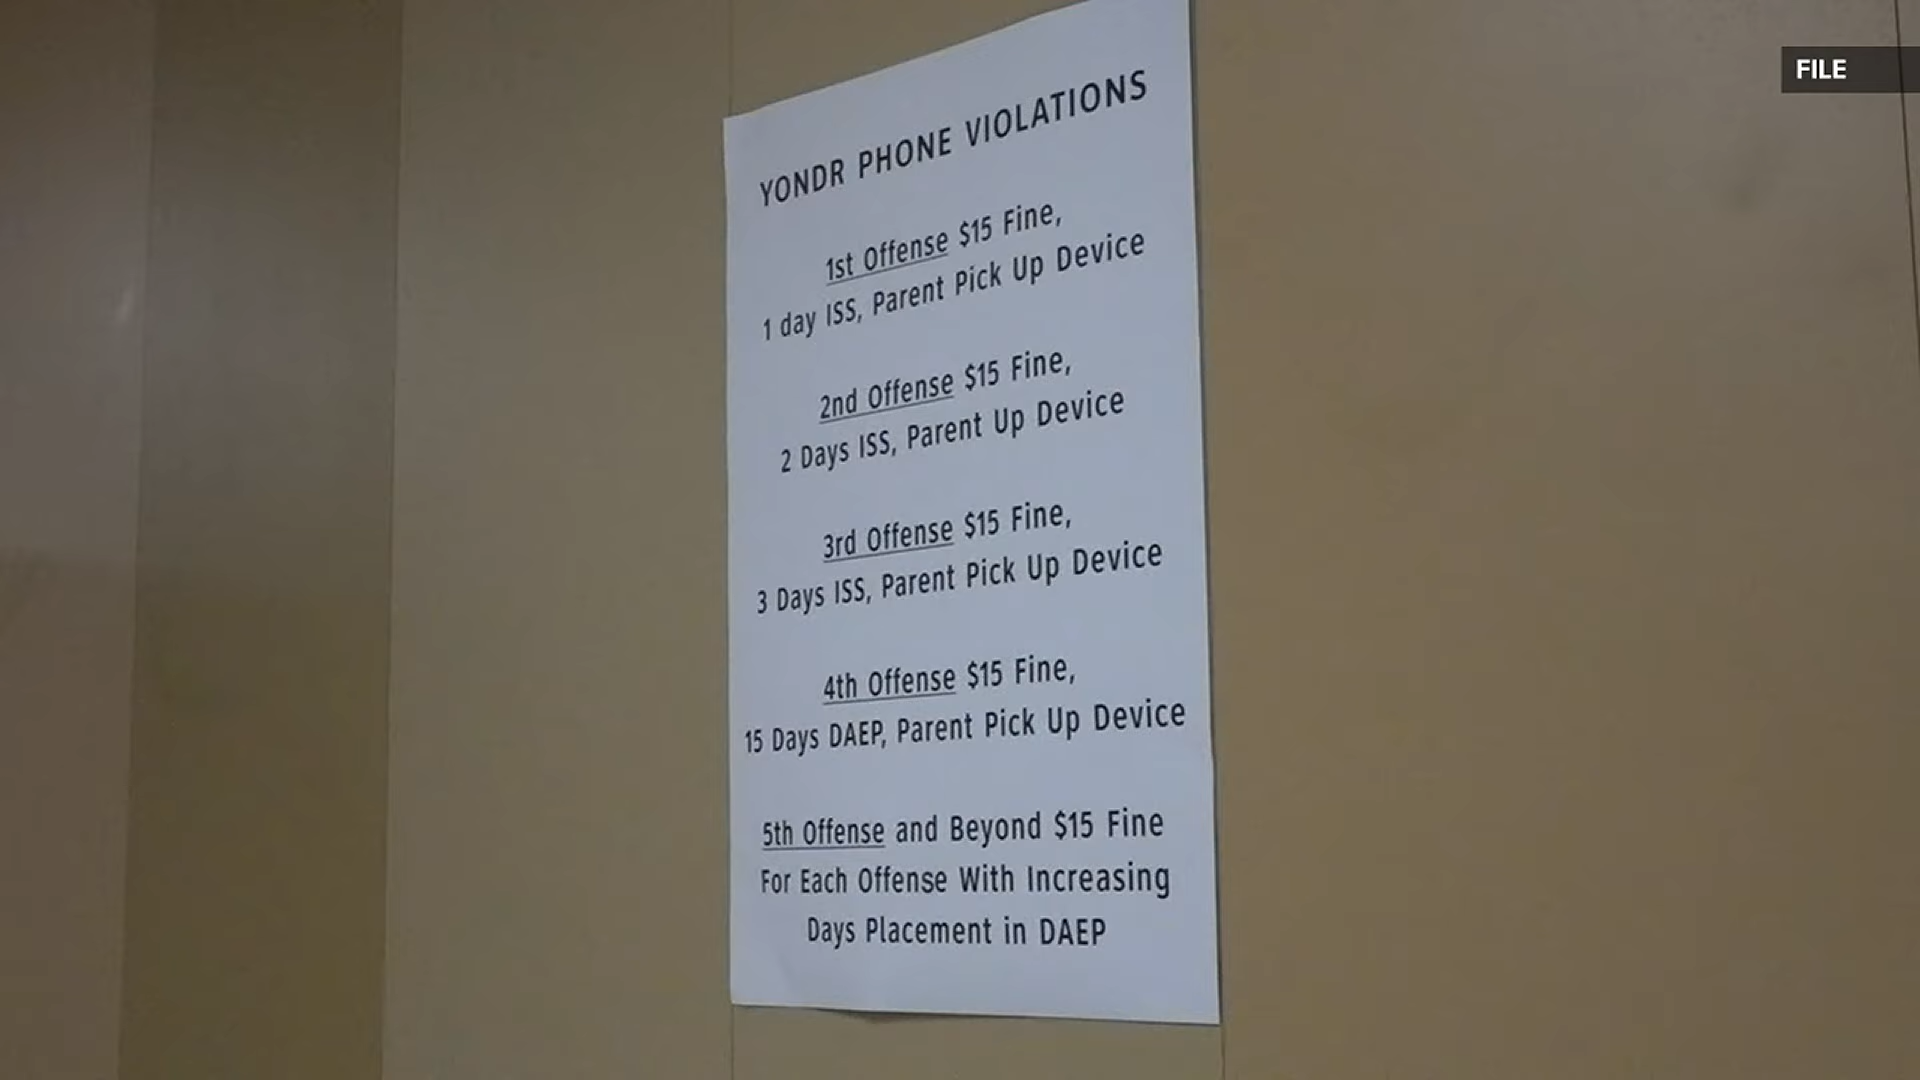 FILE
YONDR PHONE VIOLATIONS
1st Offense $15 Fine,
1 day ISS, Parent Pick Up Device
2nd Offense $15 Fine,
2 Days ISS, Parent Up Device
3rd Offense $15 Fine,
3 Days ISS, Parent Pick Up Device
4th Offense $15 Fine,
15 Days DAEP, Parent Pick Up Device
5th Offense and Beyond $15 Fine
For Each Offense With Increasing
Days Placement in DAEP